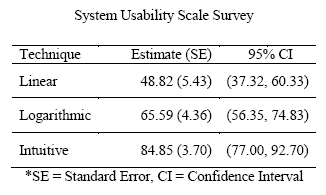 System Usability Scale Survey
Technique Estimate (SE) 95% CI
Linear 48.82 (5.43) (37.32, 60.33)
Logarithmic 65.59 (4.36) (56.35, 74.83)
Intuitive 84.85 (3.70) (77.00, 92.70)
*SE = Standard Error, CI = Confidence Interval